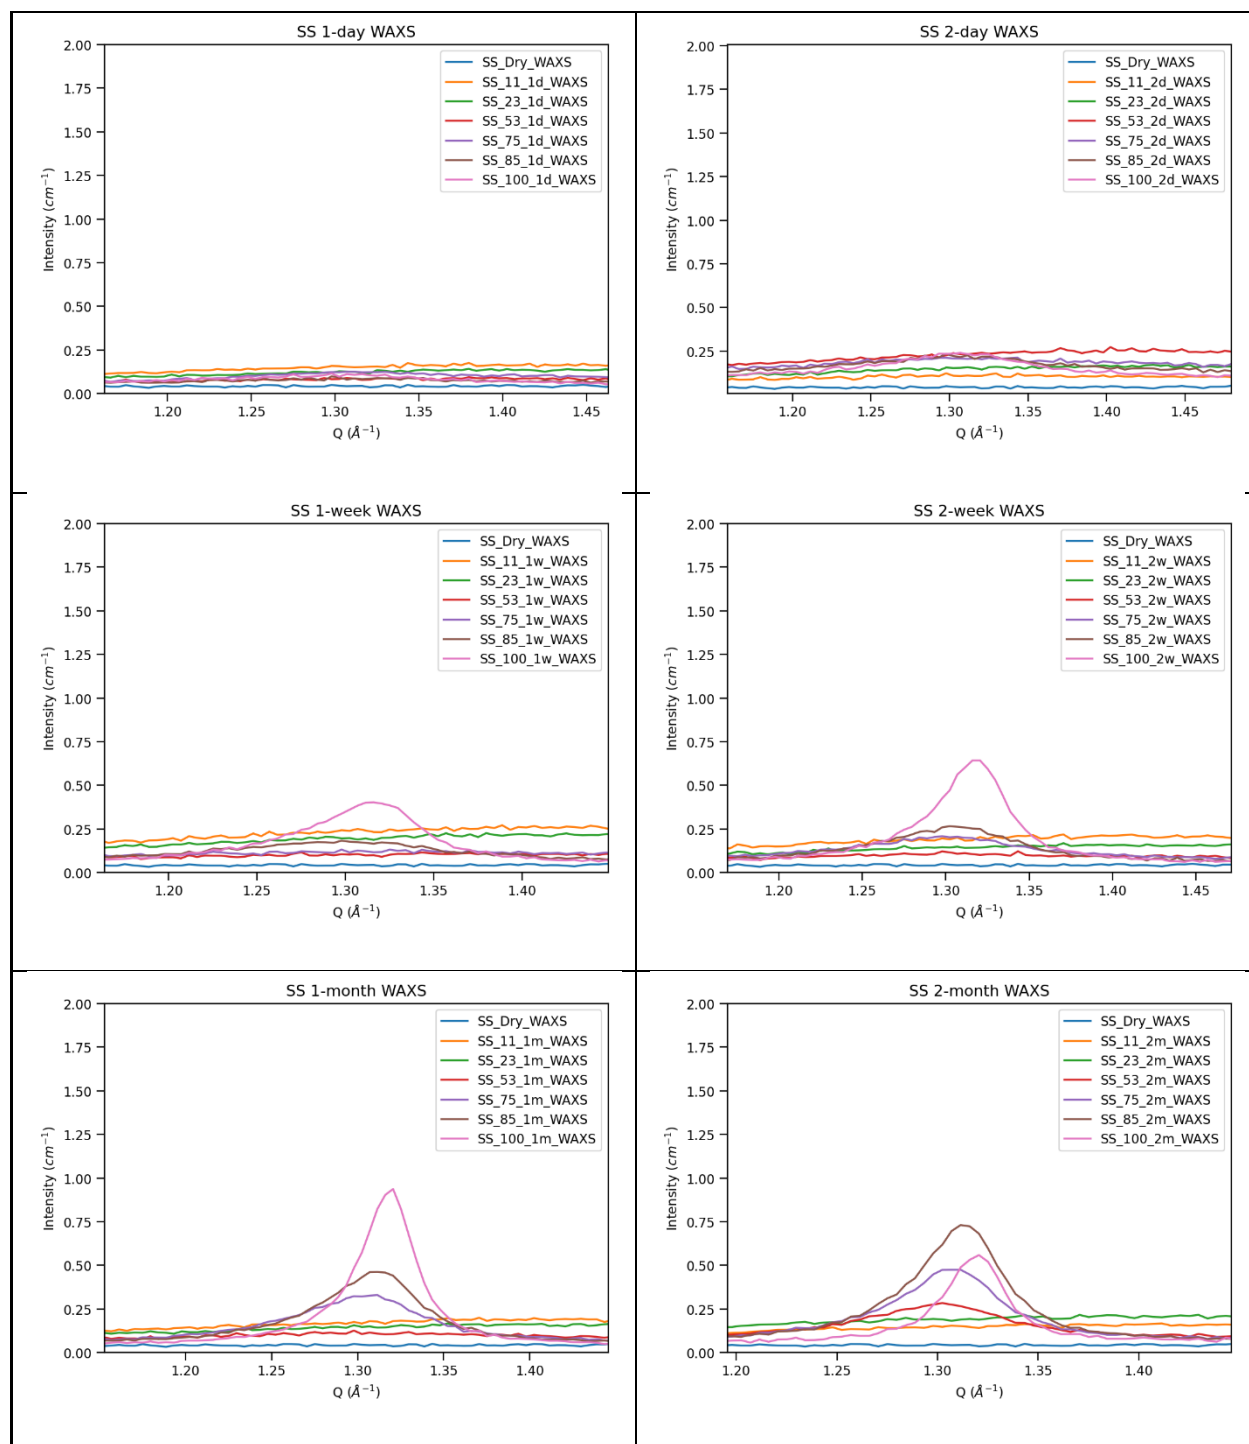 SS 1-day WAXS
2.00
1.75
1.50
1.25
1.00
0.75
0.50
0.25
0.00
Intensity (cm⁻¹)
SS_Dry_WAXS
SS_11_1d_WAXS
SS_23_1d_WAXS
SS_53_1d_WAXS
SS_75_1d_WAXS
SS_85_1d_WAXS
SS_100_1d_WAXS
1.20 1.25 1.30 1.35 1.40 1.45
Q (Å⁻¹)
SS 2-day WAXS
2.00
1.75
1.50
1.25
1.00
0.75
0.50
0.25
Intensity (cm⁻¹)
SS_Dry_WAXS
SS_11_2d_WAXS
SS_23_2d_WAXS
SS_53_2d_WAXS
SS_75_2d_WAXS
SS_85_2d_WAXS
SS_100_2d_WAXS
1.20 1.25 1.30 1.35 1.40 1.45
Q (Å⁻¹)
SS 1-week WAXS
2.00
1.75
1.50
1.25
1.00
0.75
0.50
0.25
0.00
Intensity (cm⁻¹)
SS_Dry_WAXS
SS_11_1w_WAXS
SS_23_1w_WAXS
SS_53_1w_WAXS
SS_75_1w_WAXS
SS_85_1w_WAXS
SS_100_1w_WAXS
1.20 1.25 1.30 1.35 1.40
Q (Å⁻¹)
SS 2-week WAXS
2.00
1.75
1.50
1.25
1.00
0.75
0.50
0.25
0.00
Intensity (cm⁻¹)
SS_Dry_WAXS
SS_11_2w_WAXS
SS_23_2w_WAXS
SS_53_2w_WAXS
SS_75_2w_WAXS
SS_85_2w_WAXS
SS_100_2w_WAXS
1.20 1.25 1.30 1.35 1.40 1.45
Q (Å⁻¹)
SS 1-month WAXS
2.00
1.75
1.50
1.25
1.00
0.75
0.50
0.25
0.00
Intensity (cm⁻¹)
SS_Dry_WAXS
SS_11_1m_WAXS
SS_23_1m_WAXS
SS_53_1m_WAXS
SS_75_1m_WAXS
SS_85_1m_WAXS
SS_100_1m_WAXS
1.20 1.25 1.30 1.35 1.40
Q (Å⁻¹)
SS 2-month WAXS
2.00
1.75
1.50
1.25
1.00
0.75
0.50
0.25
0.00
Intensity (cm⁻¹)
SS_Dry_WAXS
SS_11_2m_WAXS
SS_23_2m_WAXS
SS_53_2m_WAXS
SS_75_2m_WAXS
SS_85_2m_WAXS
SS_100_2m_WAXS
1.20 1.25 1.30 1.35 1.40
Q (Å⁻¹)